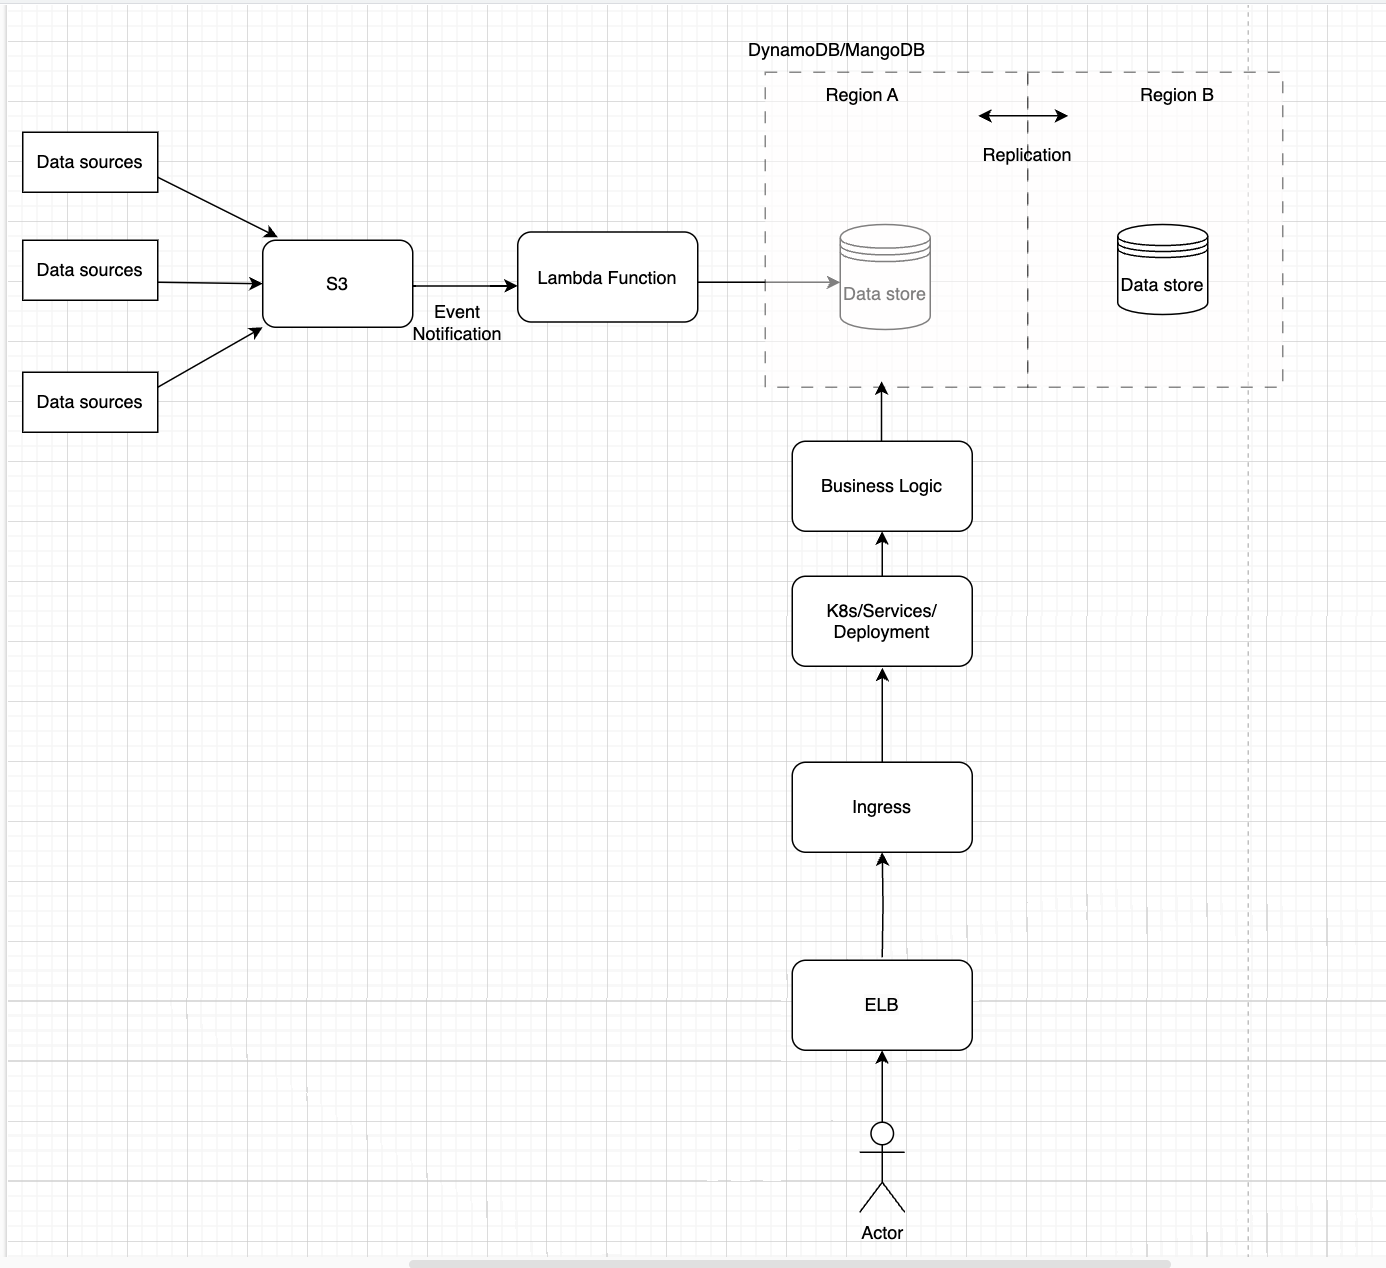 DynamoDB/MangoDB
Region A
Region B
Replication
Data sources
Data sources
Data sources
S3
Event
Notification
Lambda Function
Data store
Data store
Business Logic
K8s/Services/
Deployment
Ingress
ELB
Actor